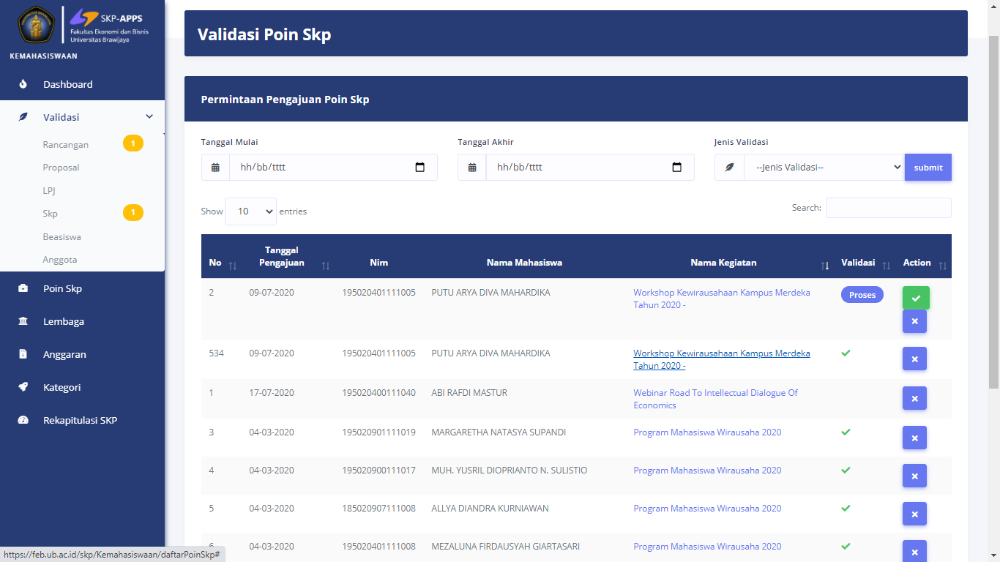 SKP-APPS
Fakultas Ekonomi dan Bisnis
Universitas Brawijaya
KEMAHASISWAAN
Dashboard
Validasi
Rancangan 1
Proposal
LPJ
Skp 1
Beasiswa
Anggota
Poin Skp
Lembaga
Anggaran
Kategori
Rekapitulasi SKP
Validasi Poin Skp
Permintaan Pengajuan Poin Skp
Tanggal Mulai Tanggal Akhir Jenis Validasi
hh/bb/tttt hh/bb/tttt --Jenis Validasi-- submit
Show 10 entries Search:
No Tanggal Pengajuan Nim Nama Mahasiswa Nama Kegiatan Validasi Action
2 09-07-2020 195020401111005 PUTU ARYA DIVA MAHARDIKA Workshop Kewirausahaan Kampus Merdeka Proses
Tahun 2020 -
534 09-07-2020 195020401111005 PUTU ARYA DIVA MAHARDIKA Workshop Kewirausahaan Kampus Merdeka
Tahun 2020 -
1 17-07-2020 195020400111040 ABI RAFDI MASTUR Webinar Road To Intellectual Dialogue Of
Economics
3 04-03-2020 195020901111019 MARGARETHA NATASYA SUPANDI Program Mahasiswa Wirausaha 2020
4 04-03-2020 195020900111017 MUH. YUSRIL DIOPRIANTO N. SULISTIO Program Mahasiswa Wirausaha 2020
5 04-03-2020 185020907111008 ALLYA DIANDRA KURNIAWAN Program Mahasiswa Wirausaha 2020
6 04-03-2020 195020401111008 MEZALUNA FIRDAUSYAH GIARTASARI Program Mahasiswa Wirausaha 2020
https://feb.ub.ac.id/skp/Kemahasiswaan/daftarPoinSkp#